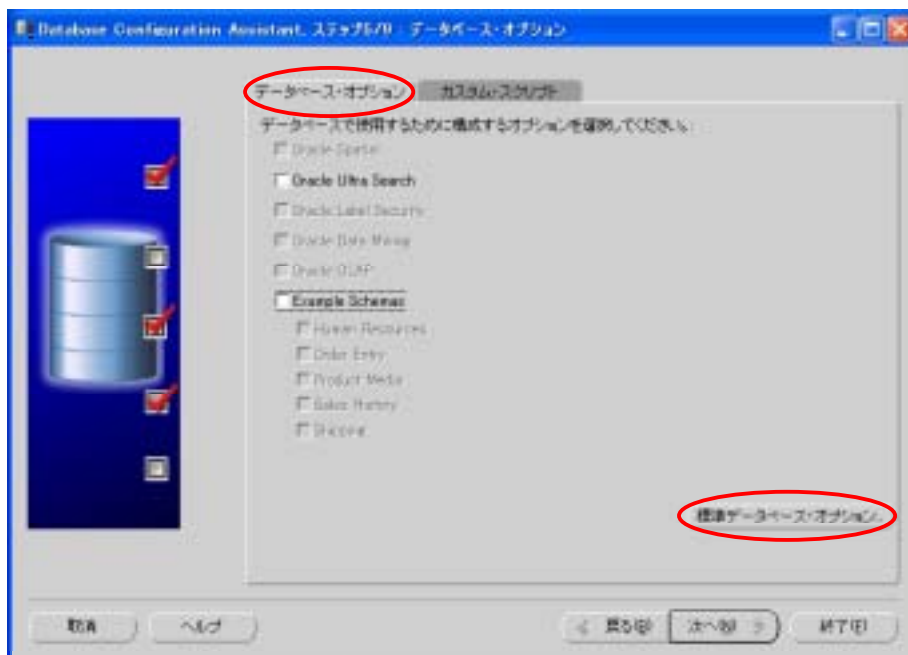 Database Configuration Assistant, ステップ5/9 : データベース・オプション
データベース・オプション
カスタム・スクリプト
データベースで使用するために構成するオプションを選択してください。
Oracle Spatial
Oracle Ultra Search
Oracle Label Security
Oracle Data Mining
Oracle OLAP
Example Schemas
Human Resources
Order Entry
Product Media
Sales History
Shipping
標準データベース・オプション...
取消
ヘルプ
戻る(B)
次へ(N)
終了(F)